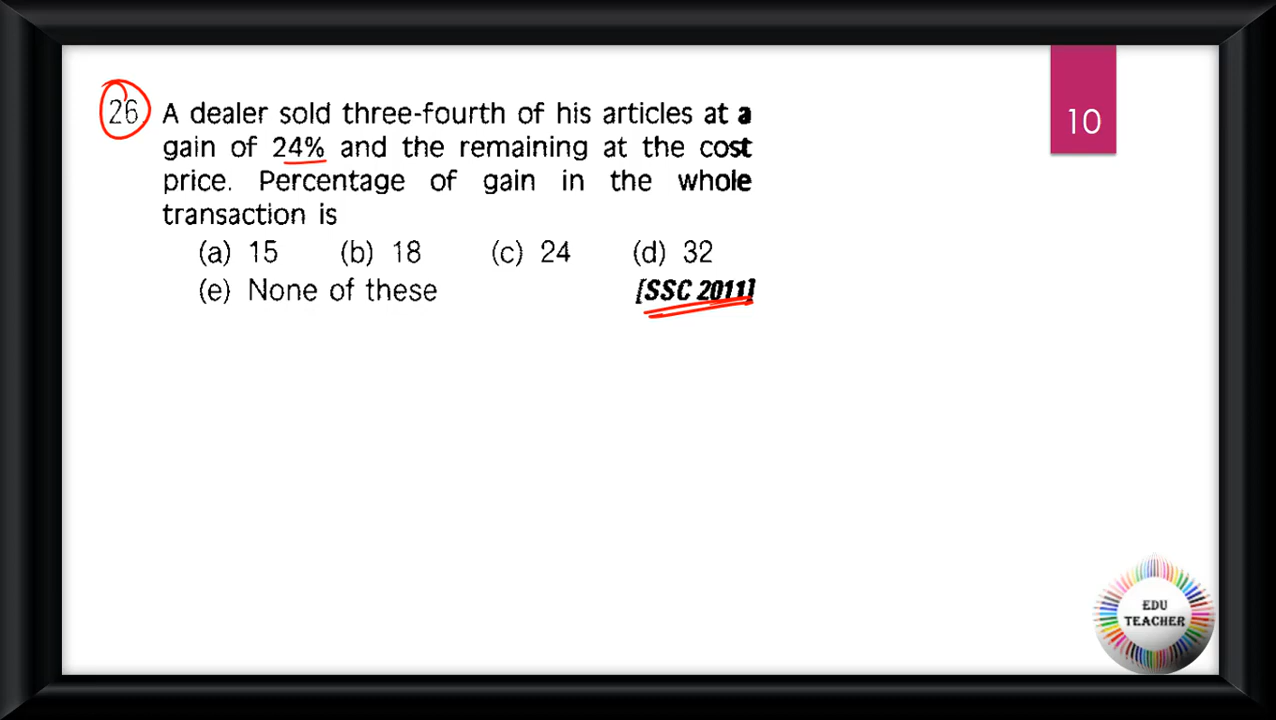 10
26 A dealer sold three-fourth of his articles at a
gain of 24% and the remaining at the cost
price. Percentage of gain in the whole
transaction is
(a) 15 (b) 18 (c) 24 (d) 32
(e) None of these [SSC 2011]
EDU
TEACHER